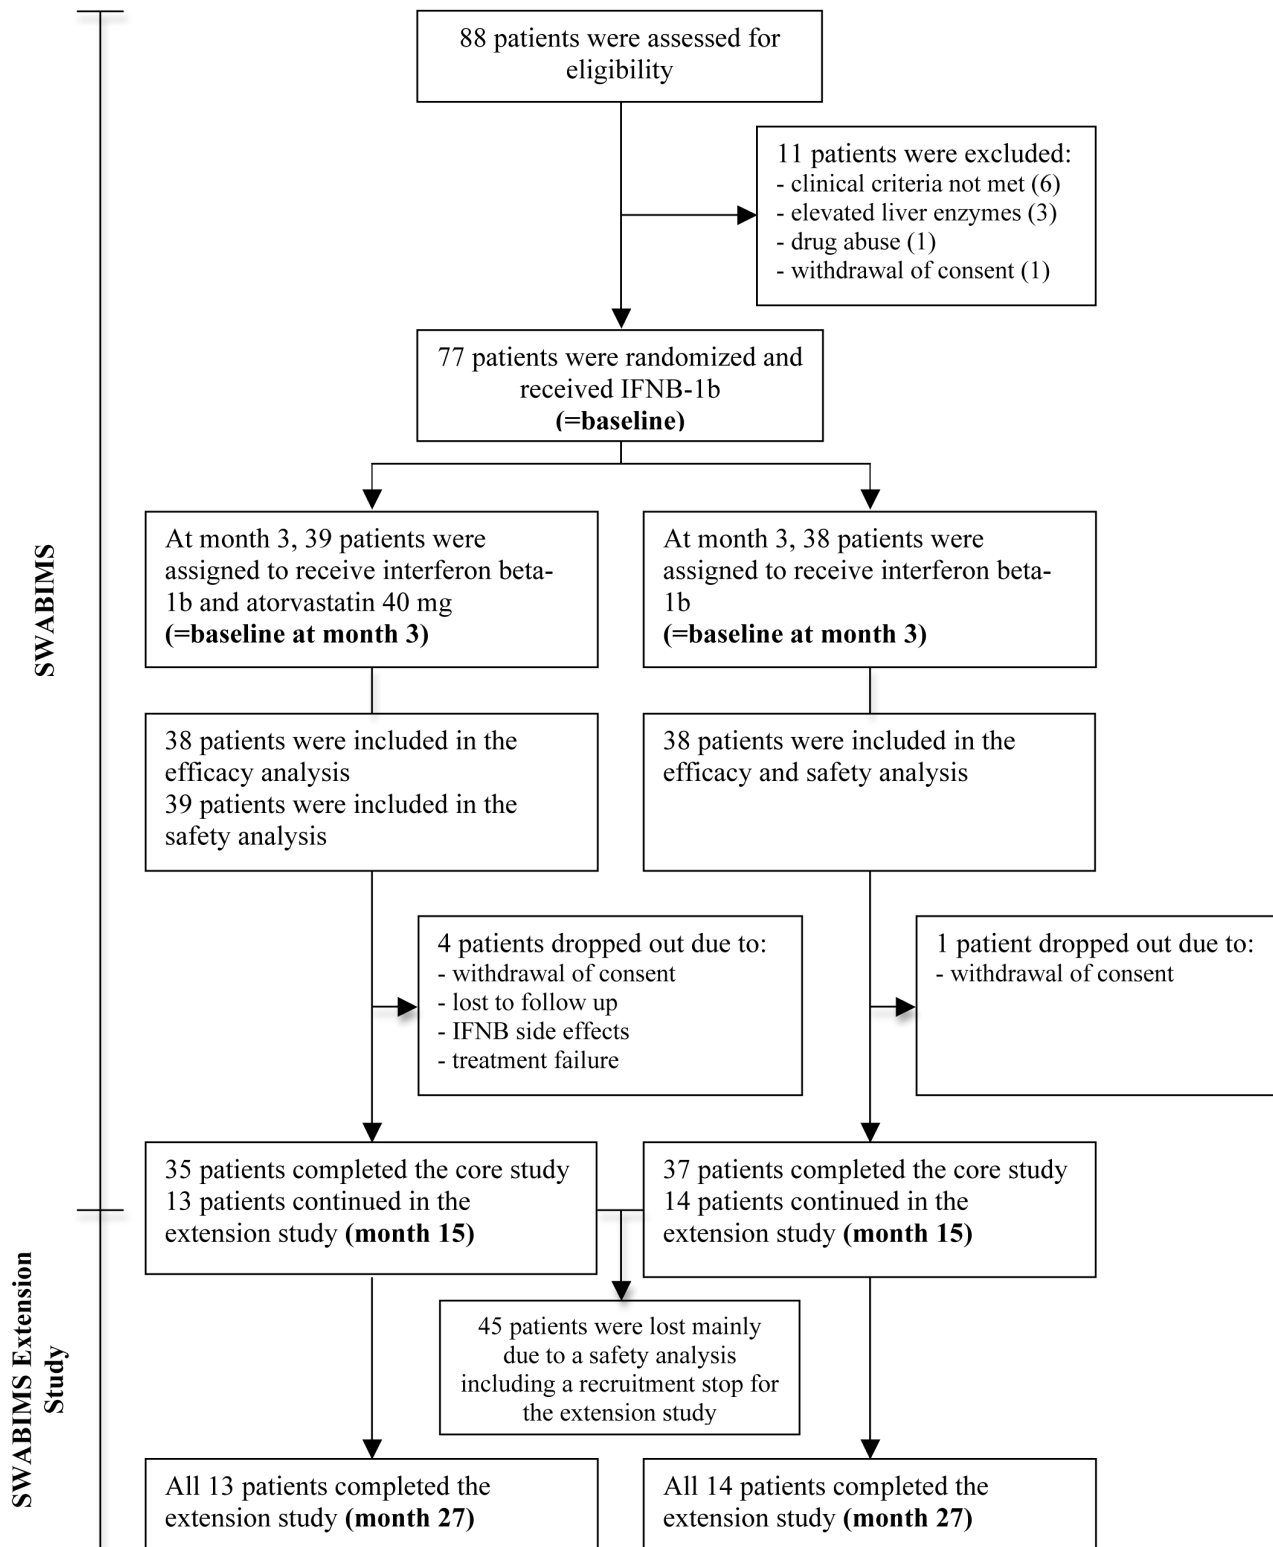 88 patients were assessed for
eligibility
11 patients were excluded:
- clinical criteria not met (6)
- elevated liver enzymes (3)
- drug abuse (1)
- withdrawal of consent (1)
77 patients were randomized and
received IFNB-1b
(=baseline)
SWABIMS
At month 3, 39 patients were
assigned to receive interferon beta-
1b and atorvastatin 40 mg
(=baseline at month 3)
At month 3, 38 patients were
assigned to receive interferon beta-
1b
(=baseline at month 3)
38 patients were included in the
efficacy analysis
39 patients were included in the
safety analysis
38 patients were included in the
efficacy and safety analysis
4 patients dropped out due to:
- withdrawal of consent
- lost to follow up
- IFNB side effects
- treatment failure
1 patient dropped out due to:
- withdrawal of consent
35 patients completed the core study
13 patients continued in the
extension study (month 15)
37 patients completed the core study
14 patients continued in the
extension study (month 15)
SWABIMS Extension
Study
45 patients were lost mainly
due to a safety analysis
including a recruitment stop for
the extension study
All 13 patients completed the
extension study (month 27)
All 14 patients completed the
extension study (month 27)